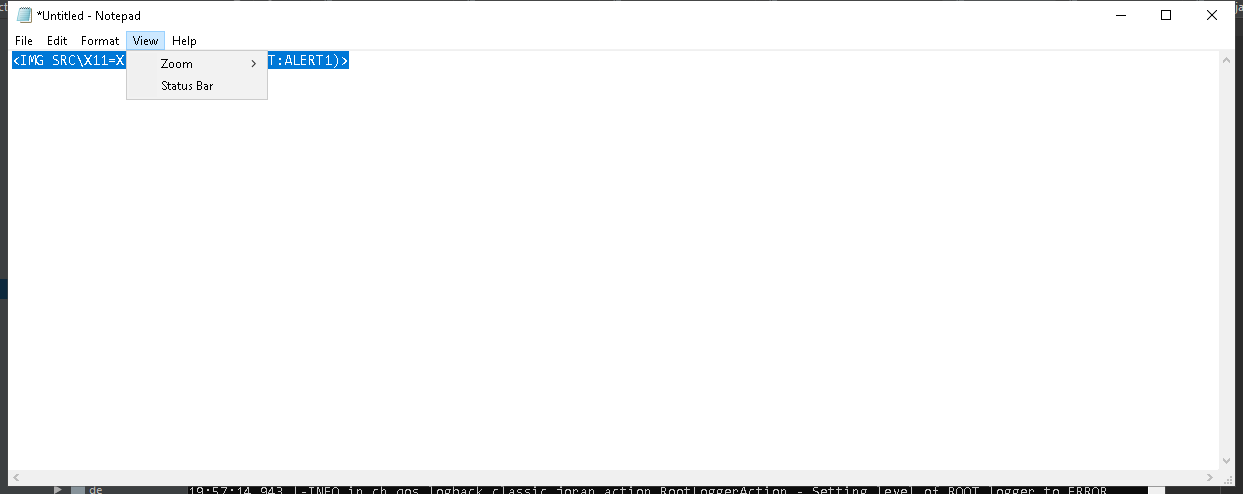 *Untitled - Notepad
File Edit Format View Help
<IMG SRC\X11=X T:ALERT1)>
Zoom
Status Bar
de
19:57:14,943 |-INFO in ch.qos.logback.classic.joran.action.RootLoggerAction - Setting level of ROOT logger to ERROR